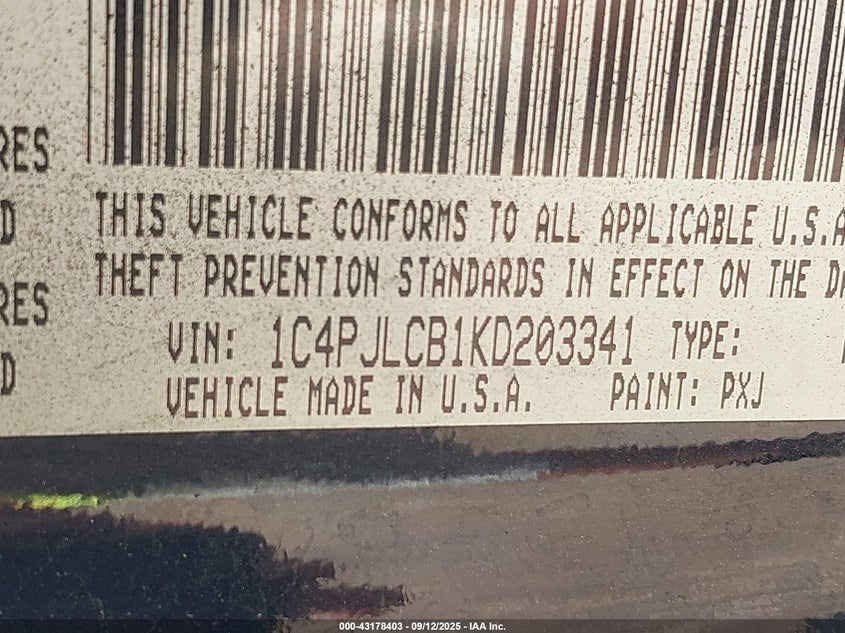 RES
D
THIS VEHICLE CONFORMS TO ALL APPLICABLE U.S.A
THEFT PREVENTION STANDARDS IN EFFECT ON THE DA
RES
D
VIN: 1C4PJLCB1KD203341 TYPE:
VEHICLE MADE IN U.S.A. PAINT: PXJ
000-43178403 - 09/12/2025 - IAA Inc.